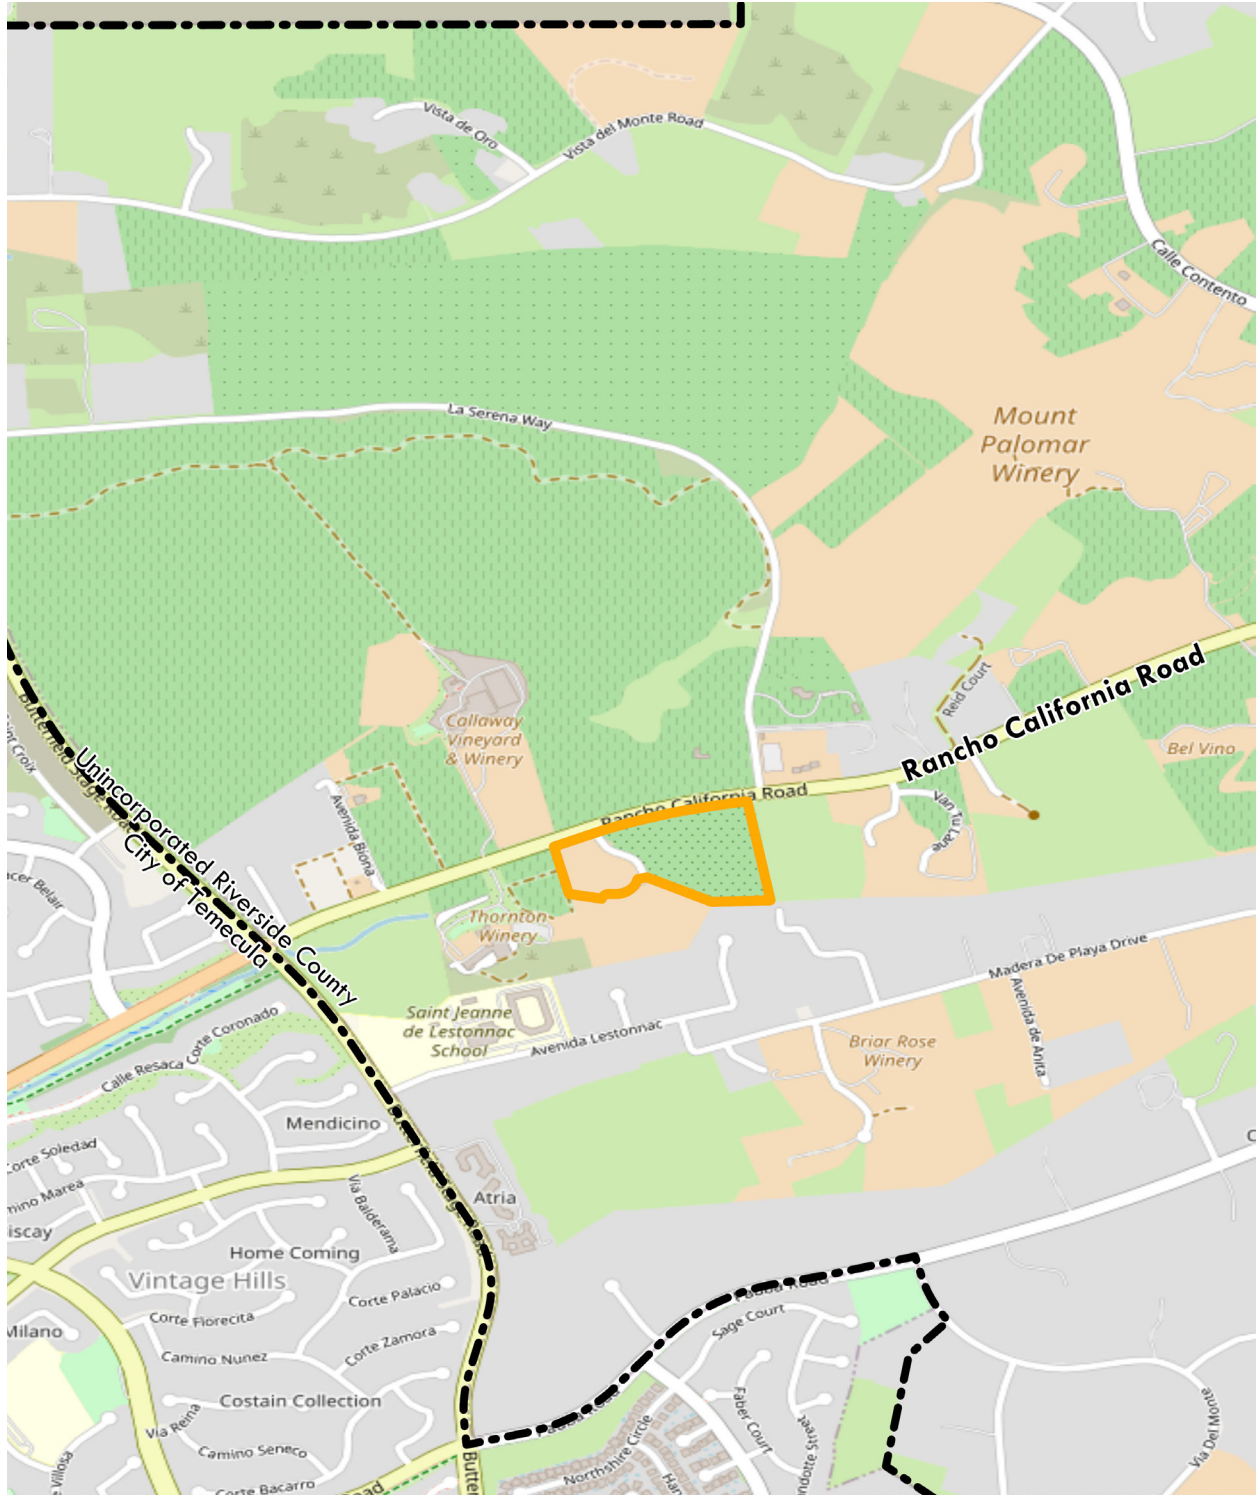 Vista de Oro
Vista del Monte Road
Calle Contento
La Serena Way
Mount
Palomar
Winery
Rancho California Road
Reid Court
Bel Vino
Callaway
Vineyard
& Winery
Rancho California Road
Van Tu Lane
Avenida Biona
Unincorporated Riverside County
City of Temecula
Thornton
Winery
Madera De Playa Drive
Avenida de Anita
Saint Jeanne
de Lestonnac
School
Avenida Lestonnac
Briar Rose
Winery
Calle Resaca
Corte Coronado
Mendicino
Corte Soledad
Via Balderama
Atria
Home Coming
Vintage Hills
Corte Palacio
Corte Fiorecita
Milano
Corte Zamora
Camino Nunez
Sage Court
Costain Collection
Via Reina
Faber Court
Via Del Monte
Camino Seneco
Northshire Circle
Corte Bacarro